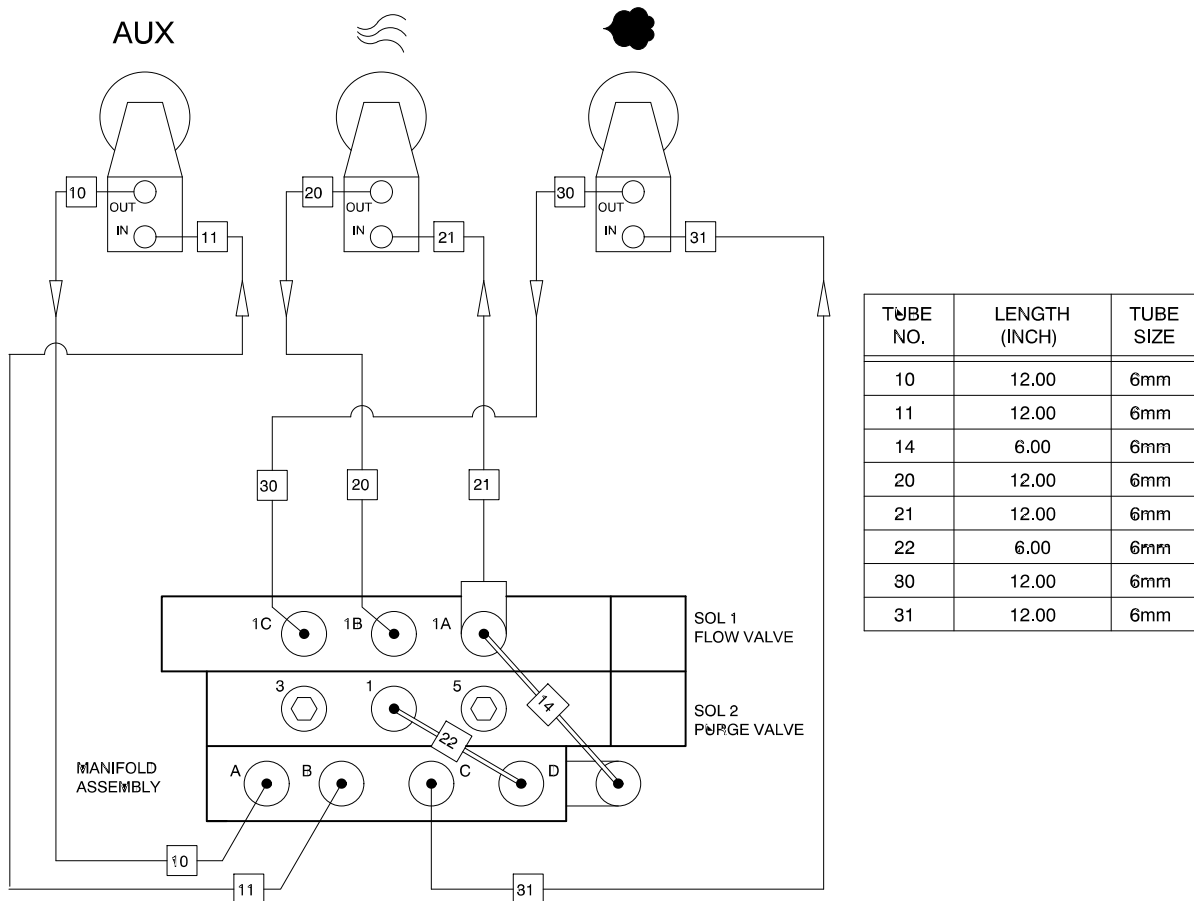 AUX
10
OUT
IN
11
20
OUT
IN
21
30
OUT
IN
31
30
20
21
1C
1B
1A
SOL 1
FLOW VALVE
3
1
5
14
SOL 2
PURGE VALVE
22
MANIFOLD
ASSEMBLY
A
B
C
D
10
11
31
TUBE NO. LENGTH (INCH) TUBE SIZE
10 12.00 6mm
11 12.00 6mm
14 6.00 6mm
20 12.00 6mm
21 12.00 6mm
22 6.00 6mm
30 12.00 6mm
31 12.00 6mm